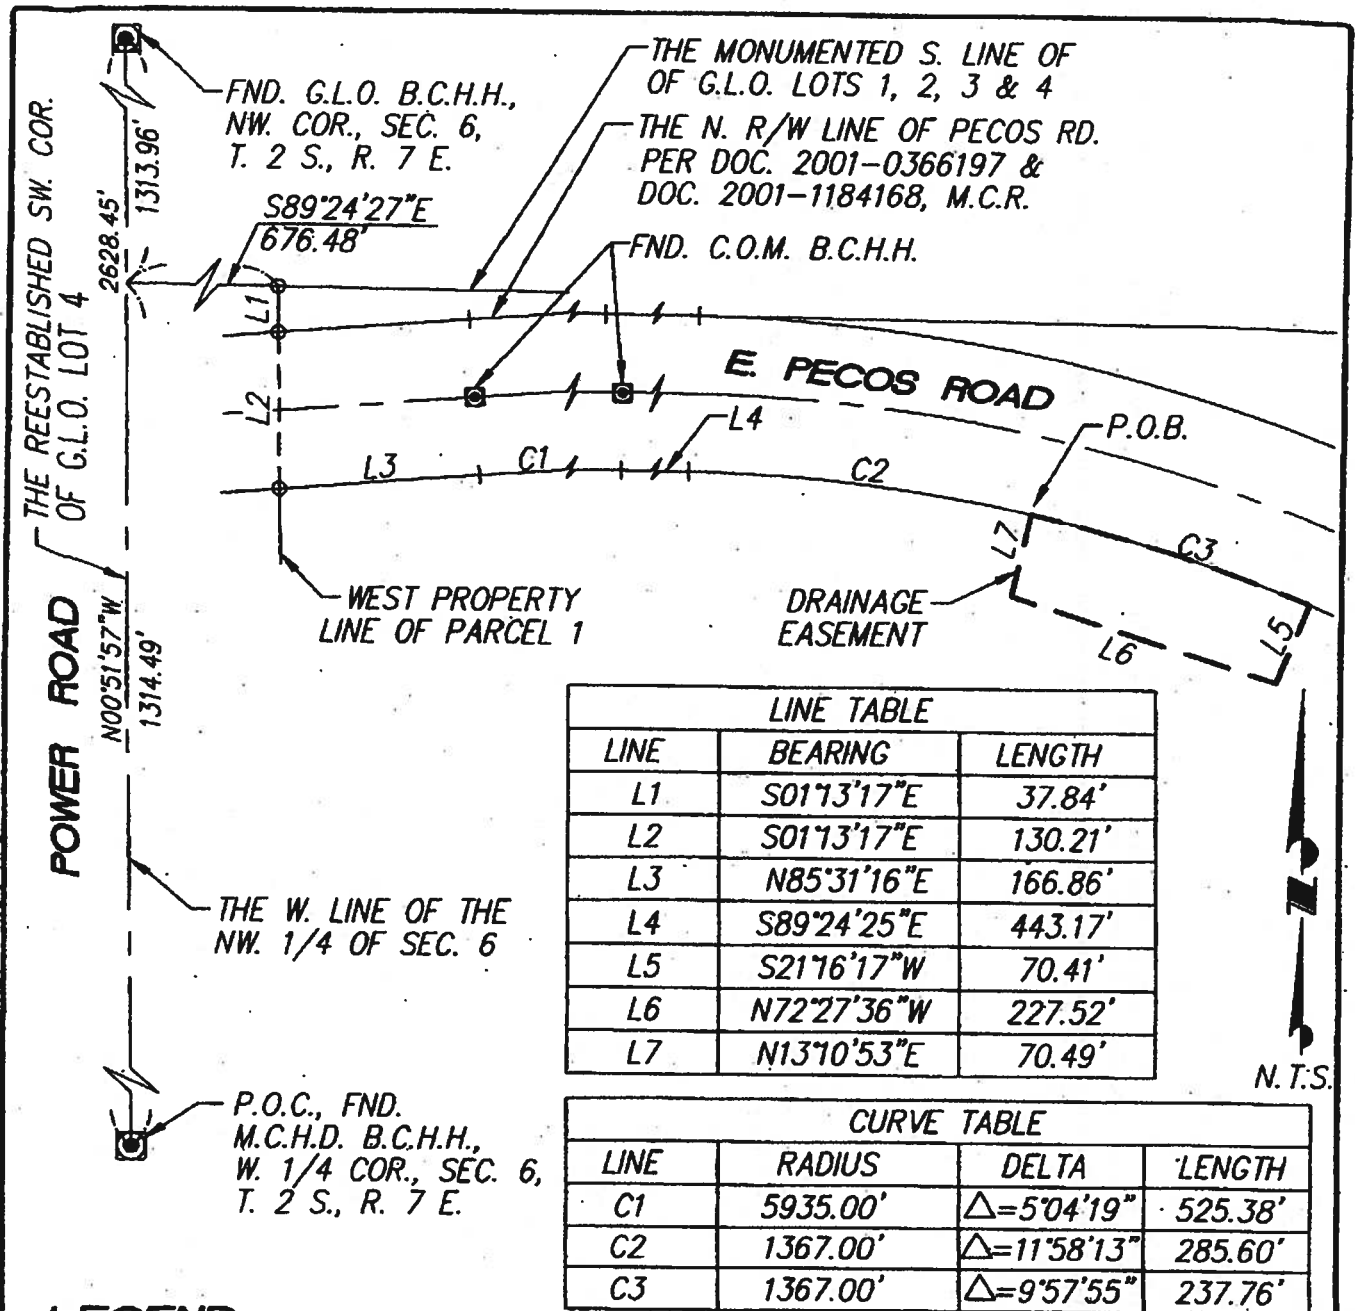 THE MONUMENTED S. LINE OF
OF G.L.O. LOTS 1, 2, 3 & 4
FND. G.L.O. B.C.H.H.,
NW. COR., SEC. 6,
T. 2 S., R. 7 E.
THE N. R/W LINE OF PECOS RD.
PER DOC. 2001-0366197 &
DOC. 2001-1184168, M.C.R.
S89°24'27"E
676.48'
FND. C.O.M. B.C.H.H.
THE REESTABLISHED SW. COR.
OF G.L.O. LOT 4
2628.45'
1313.96'
L1
L2
E. PECOS ROAD
L4
P.O.B.
L3
C1
C2
C3
L7
L5
L6
WEST PROPERTY
LINE OF PARCEL 1
DRAINAGE
EASEMENT
POWER ROAD
N00°51'57"W
1314.49'
THE W. LINE OF THE
NW. 1/4 OF SEC. 6
LINE TABLE
LINE BEARING LENGTH
L1 S01°13'17"E 37.84'
L2 S01°13'17"E 130.21'
L3 N85°31'16"E 166.86'
L4 S89°24'25"E 443.17'
L5 S21°16'17"W 70.41'
L6 N72°27'36"W 227.52'
L7 N13°10'53"E 70.49'
N
N.T.S.
P.O.C., FND.
M.C.H.D. B.C.H.H.,
W. 1/4 COR., SEC. 6,
T. 2 S., R. 7 E.
CURVE TABLE
LINE RADIUS DELTA LENGTH
C1 5935.00' △=5°04'19" 525.38'
C2 1367.00' △=11°58'13" 285.60'
C3 1367.00' △=9°57'55" 237.76'
LEGEND